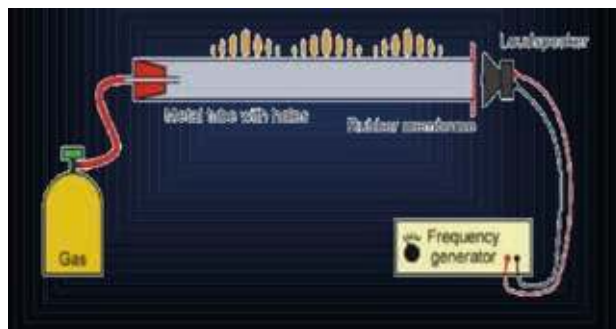 Loudspeaker
Metal tube with holes
Rubber membrane
Gas
Frequency
generator